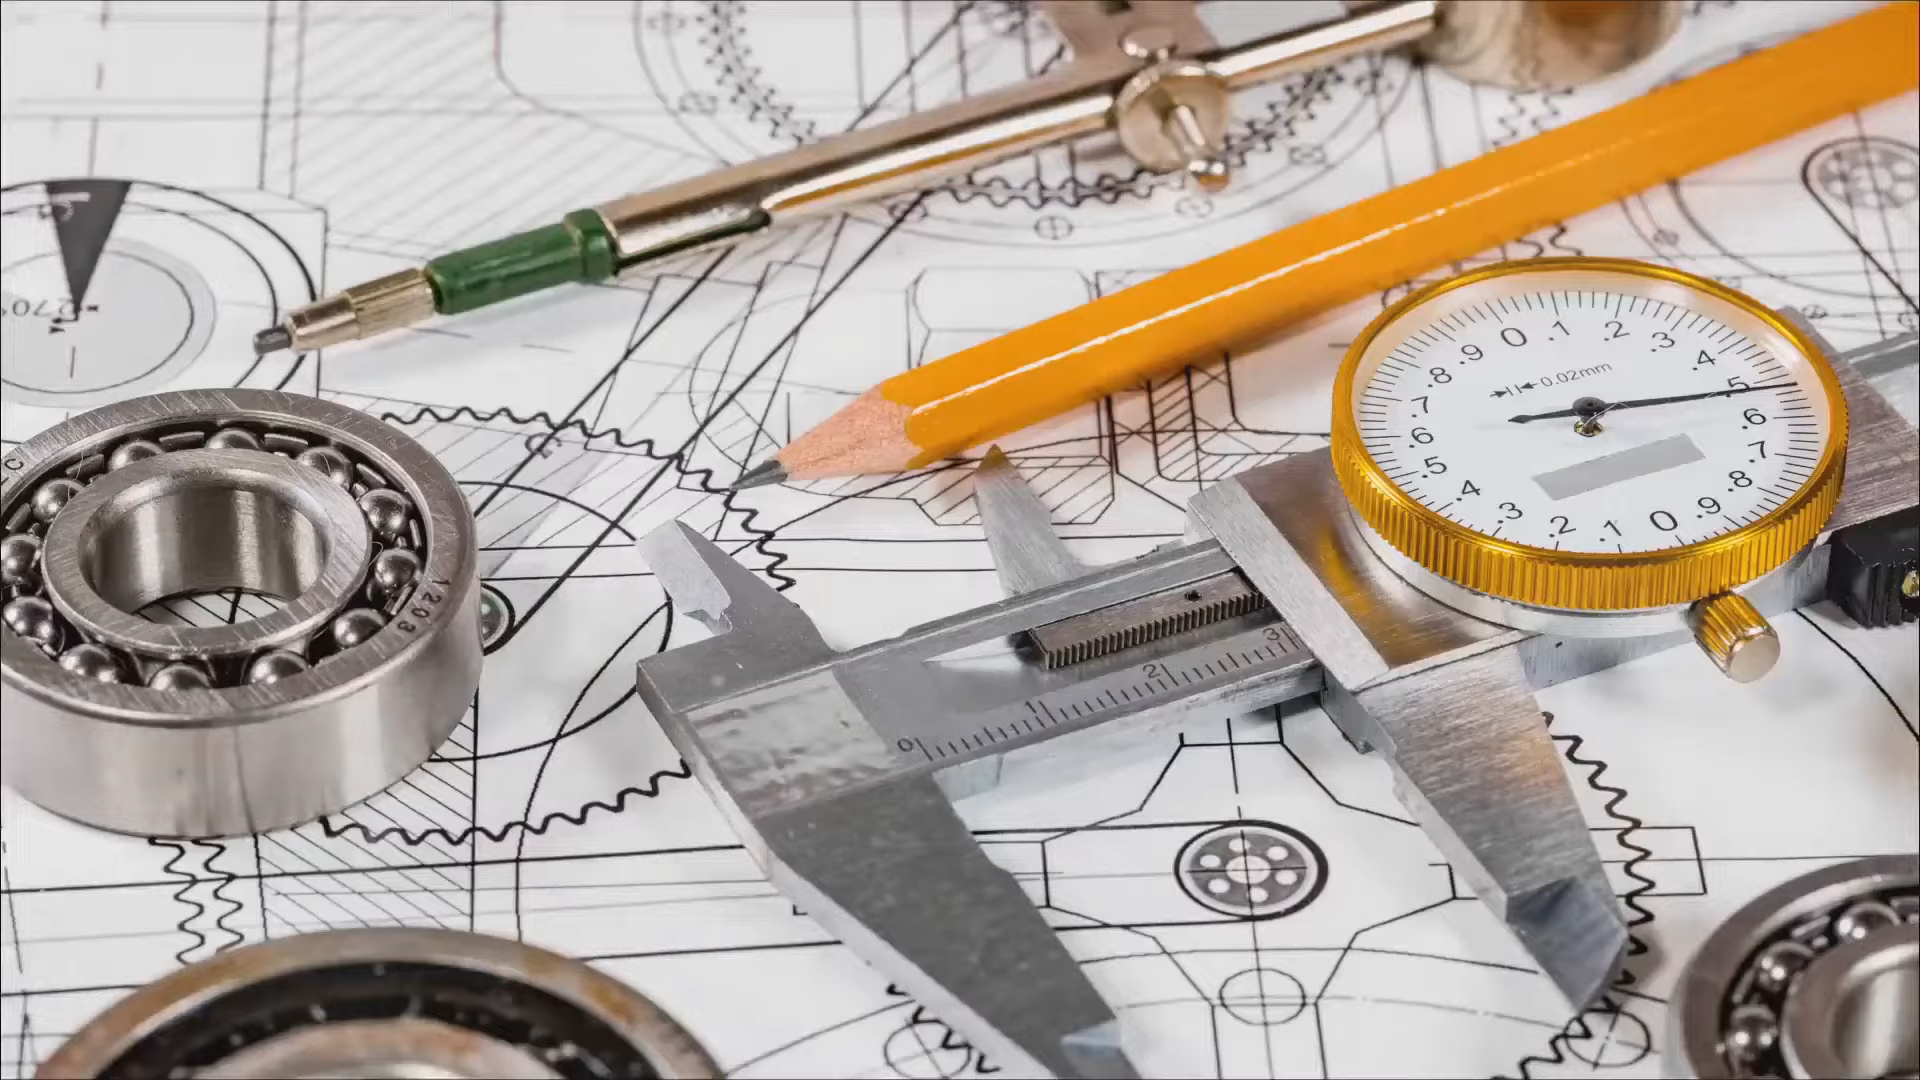 0 .1 .2 .3 .4 .5 .6 .7 .8 .9 0 .1 .2 .3 .4 .5 .6 .7 .8 .9
0.02mm
0 1 2 3
1203